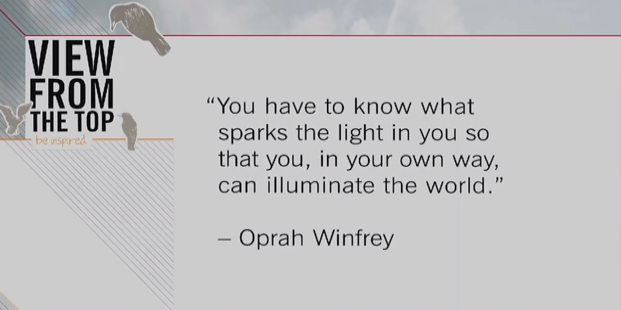 VIEW
FROM
THE TOP
be inspired.
“You have to know what
sparks the light in you so
that you, in your own way,
can illuminate the world.”
– Oprah Winfrey